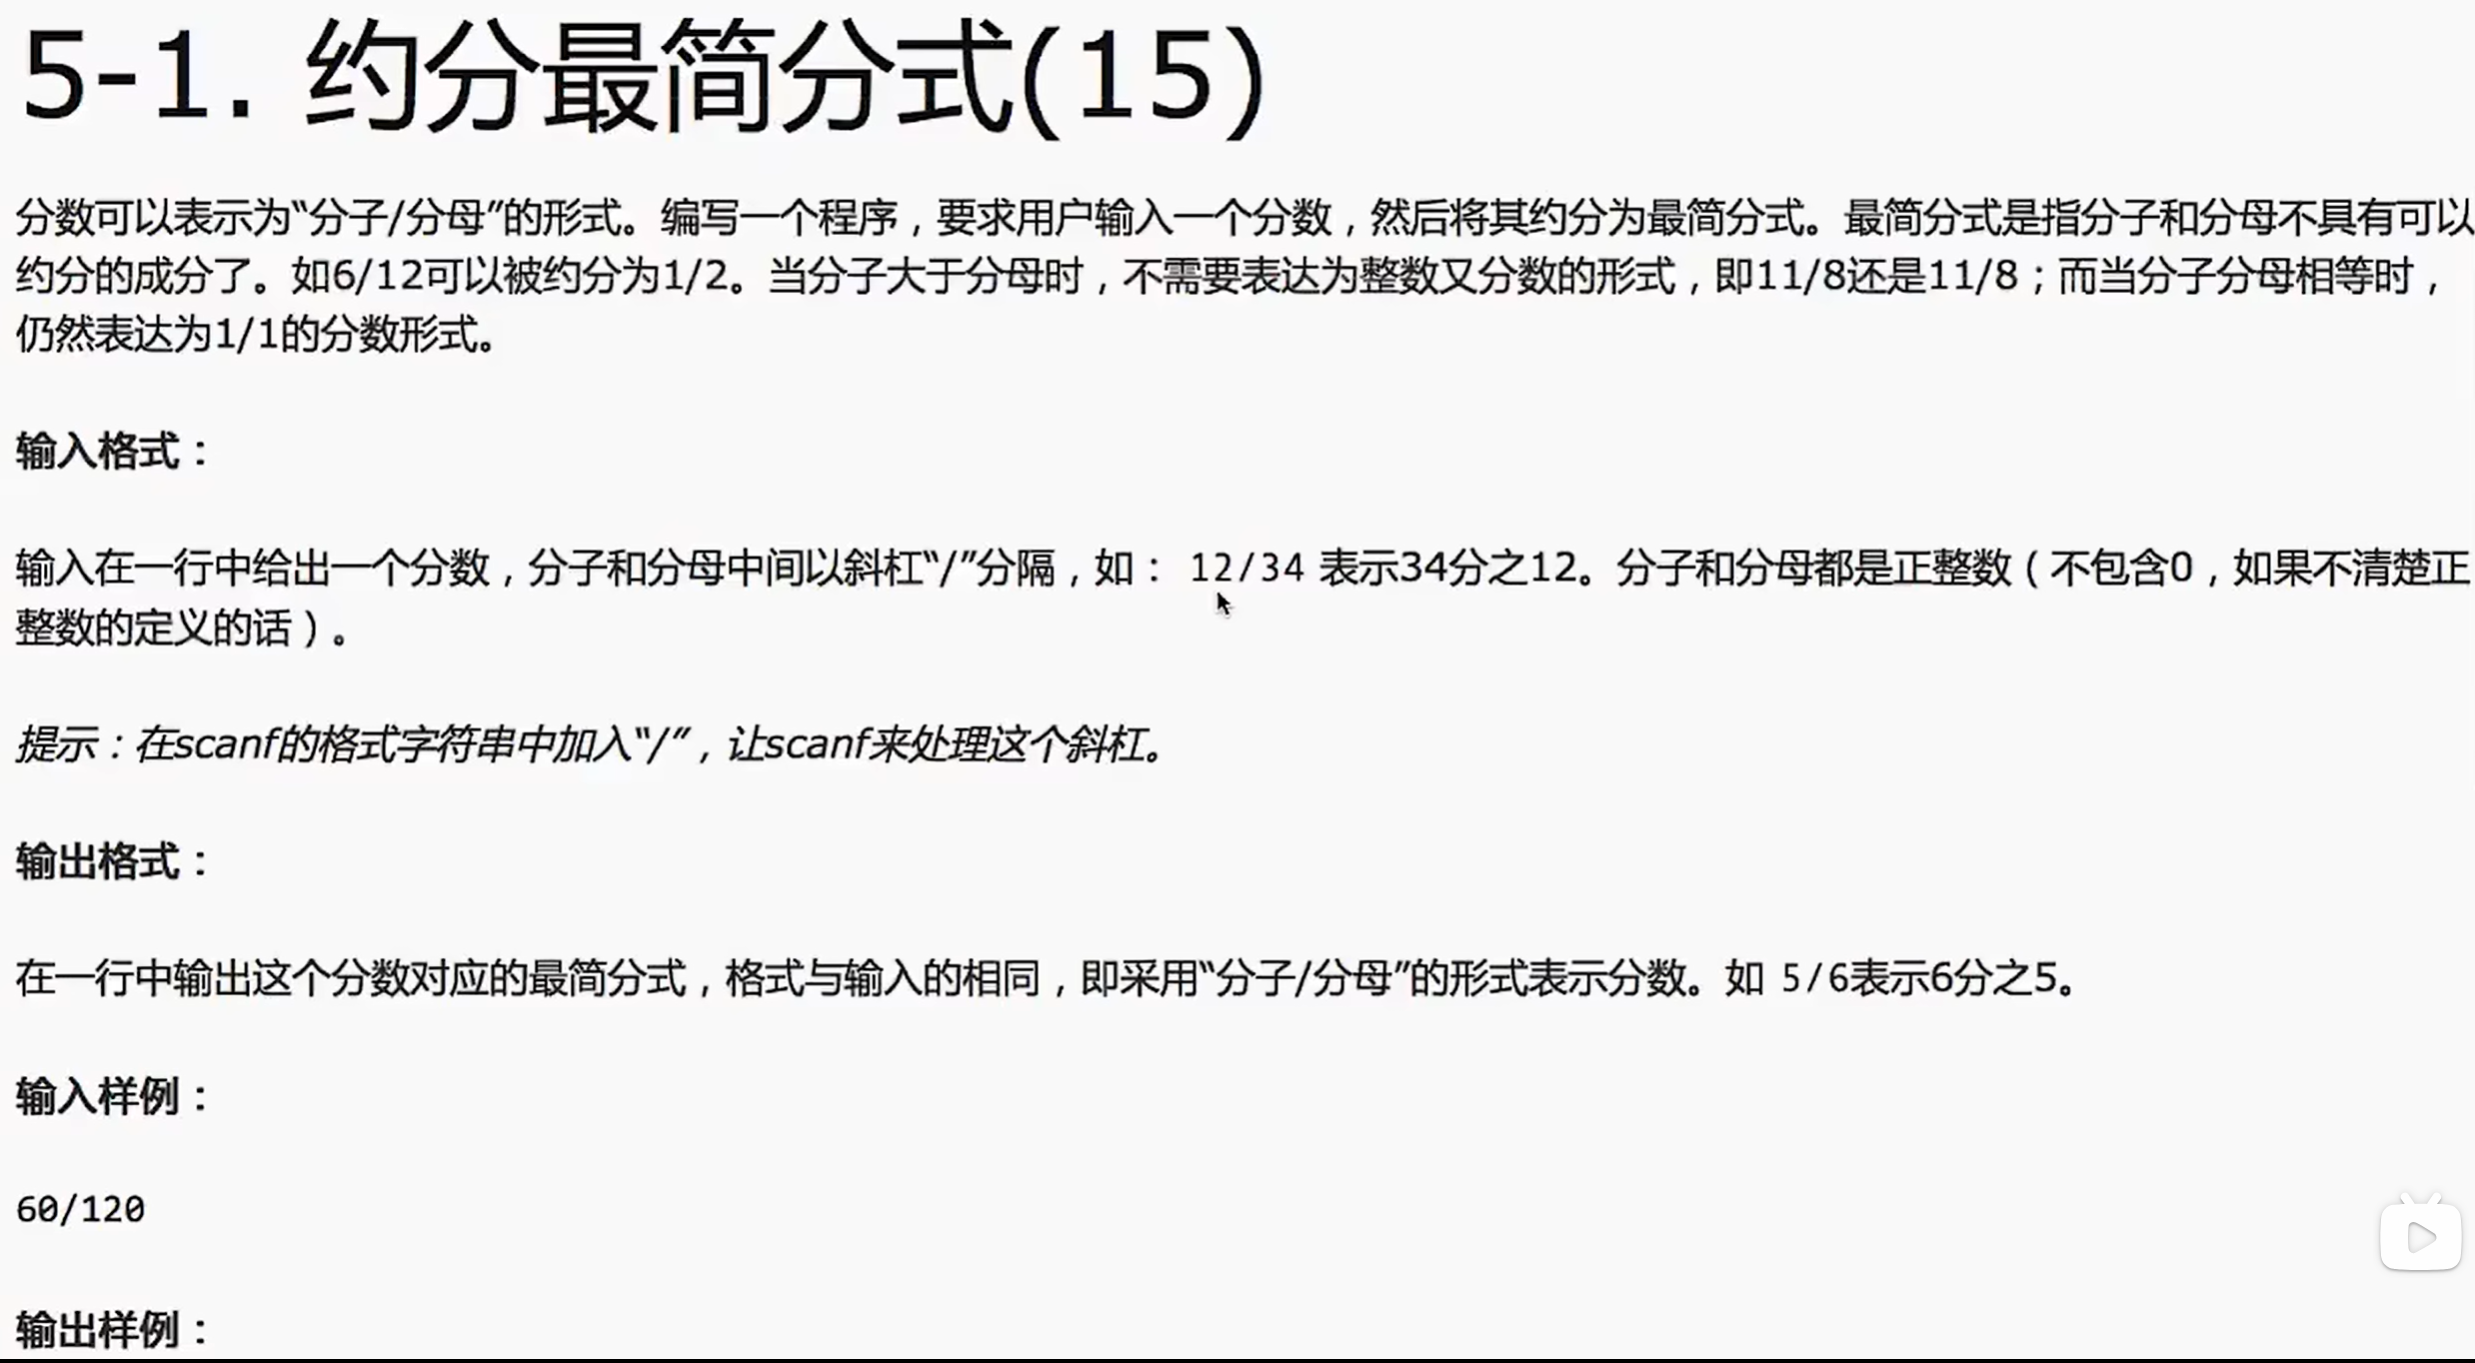 5-1. 约分最简分式(15)
分数可以表示为“分子/分母”的形式。编写一个程序，要求用户输入一个分数，然后将其约分为最简分式。最简分式是指分子和分母不具有可以
约分的成分了。如6/12可以被约分为1/2。当分子大于分母时，不需要表达为整数又分数的形式，即11/8还是11/8；而当分子分母相等时，
仍然表达为1/1的分数形式。
输入格式：
输入在一行中给出一个分数，分子和分母中间以斜杠“/”分隔，如： 12/34 表示34分之12。分子和分母都是正整数（不包含0，如果不清楚正
整数的定义的话）。
提示：在scanf的格式字符串中加入“/”，让scanf来处理这个斜杠。
输出格式：
在一行中输出这个分数对应的最简分式，格式与输入的相同，即采用“分子/分母”的形式表示分数。如 5/6表示6分之5。
输入样例：
60/120
输出样例：